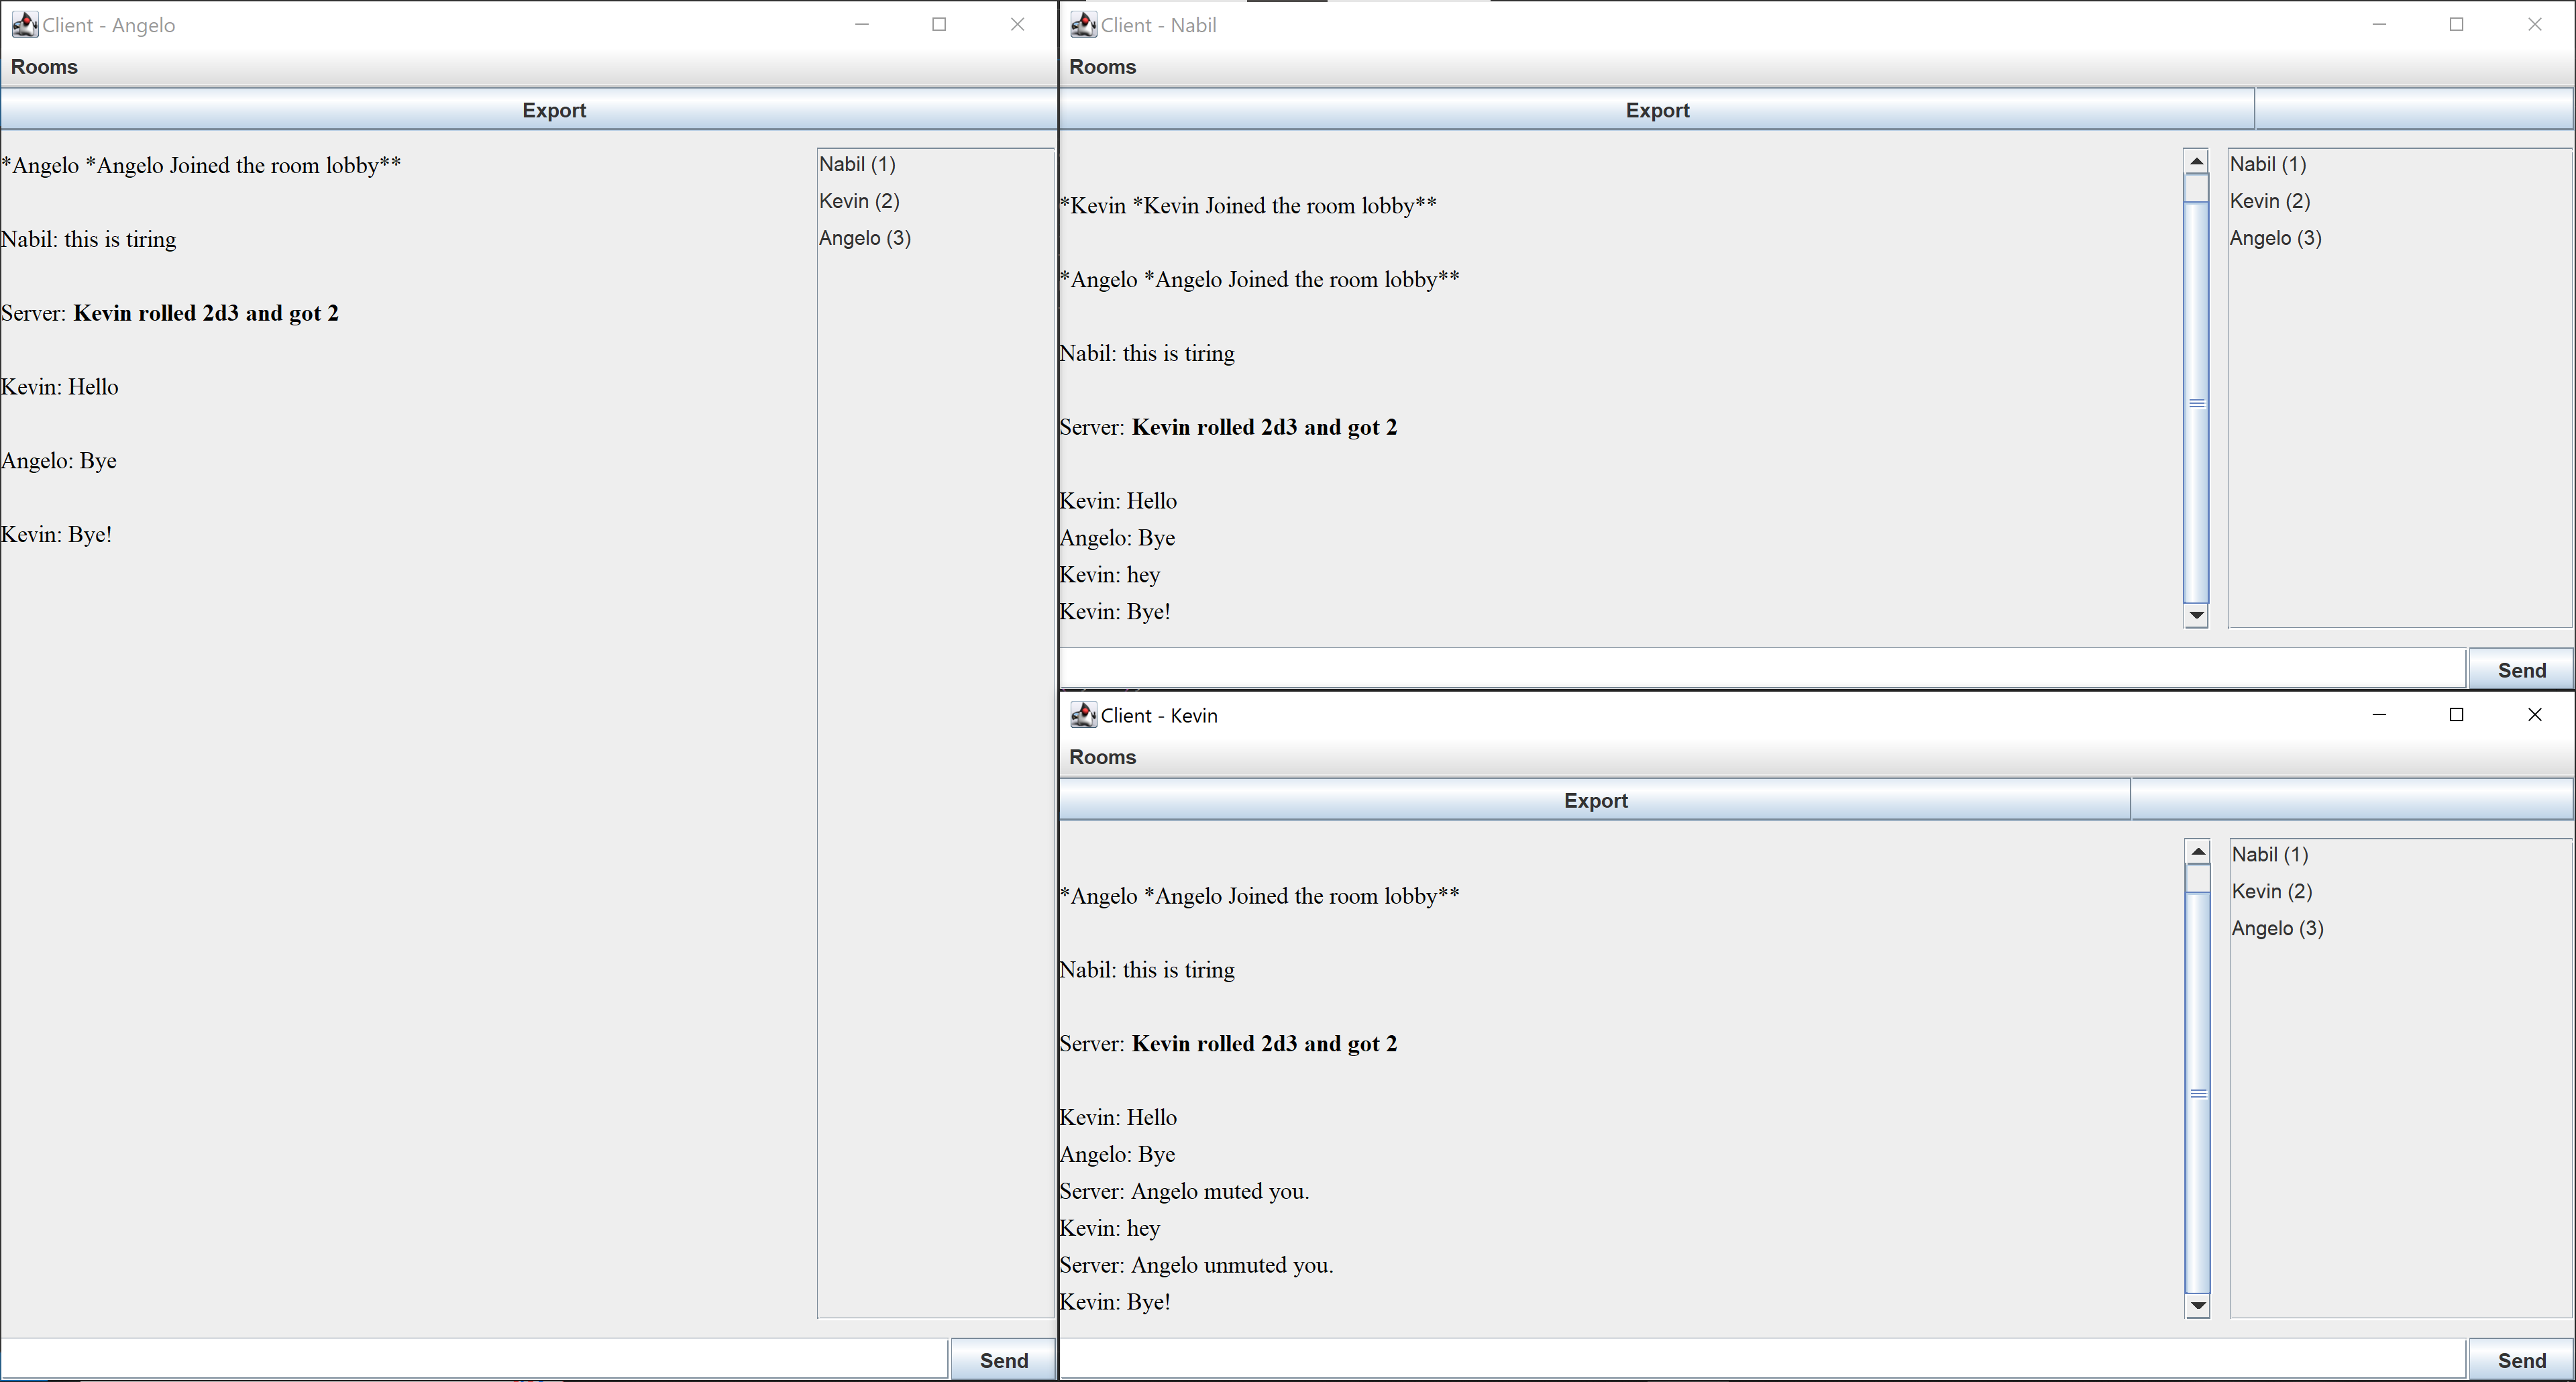 Client - Angelo
Rooms
Export
*Angelo *Angelo Joined the room lobby**
Nabil: this is tiring
Server: Kevin rolled 2d3 and got 2
Kevin: Hello
Angelo: Bye
Kevin: Bye!
Nabil (1)
Kevin (2)
Angelo (3)
Send
Client - Nabil
Rooms
Export
*Kevin *Kevin Joined the room lobby**
*Angelo *Angelo Joined the room lobby**
Nabil: this is tiring
Server: Kevin rolled 2d3 and got 2
Kevin: Hello
Angelo: Bye
Kevin: hey
Kevin: Bye!
Nabil (1)
Kevin (2)
Angelo (3)
Send
Client - Kevin
Rooms
Export
*Angelo *Angelo Joined the room lobby**
Nabil: this is tiring
Server: Kevin rolled 2d3 and got 2
Kevin: Hello
Angelo: Bye
Server: Angelo muted you.
Kevin: hey
Server: Angelo unmuted you.
Kevin: Bye!
Nabil (1)
Kevin (2)
Angelo (3)
Send